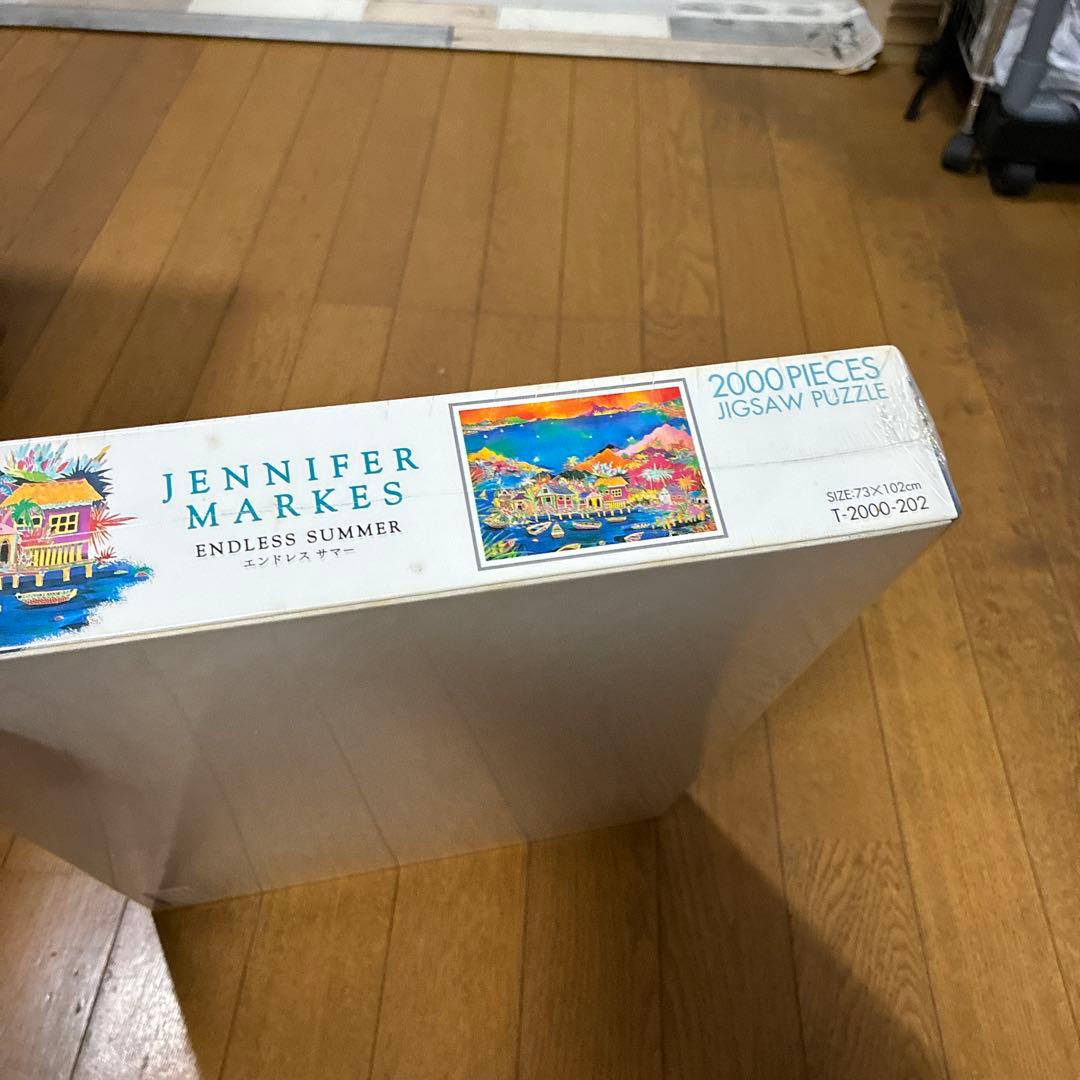 JENNIFER
MARKES
ENDLESS SUMMER
エンドレス サマー
2000 PIECES
JIGSAW PUZZLE
SIZE:73×102cm
T-2000-202